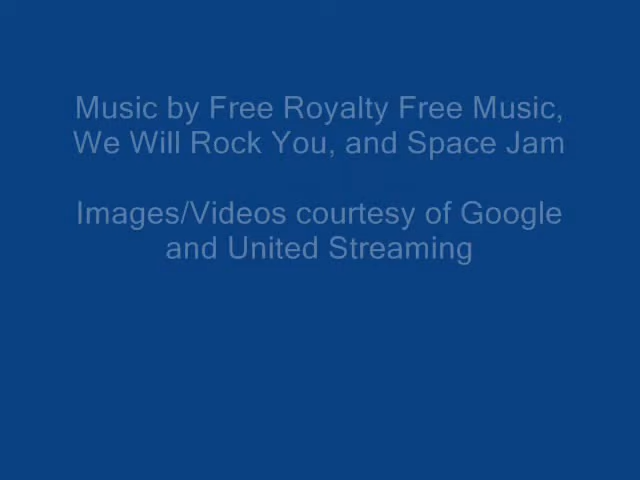 Music by Free Royalty Free Music,
We Will Rock You, and Space Jam
Images/Videos courtesy of Google
and United Streaming